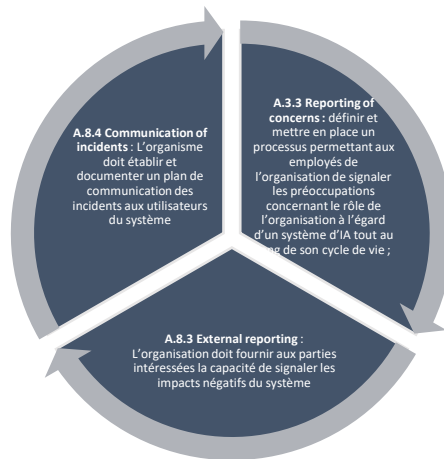 A.8.4 Communication of
incidents : L'organisme
doit établir et
documenter un plan de
communication des
incidents aux utilisateurs
du système
A.3.3 Reporting of
concerns : définir et
mettre en place un
processus permettant aux
employés de
l'organisation de signaler
les préoccupations
concernant le rôle de
l'organisation à l'égard
d'un système d'IA tout au
de son cycle de vie ;
A.8.3 External reporting :
L'organisation doit fournir aux parties
intéressées la capacité de signaler les
impacts négatifs du système